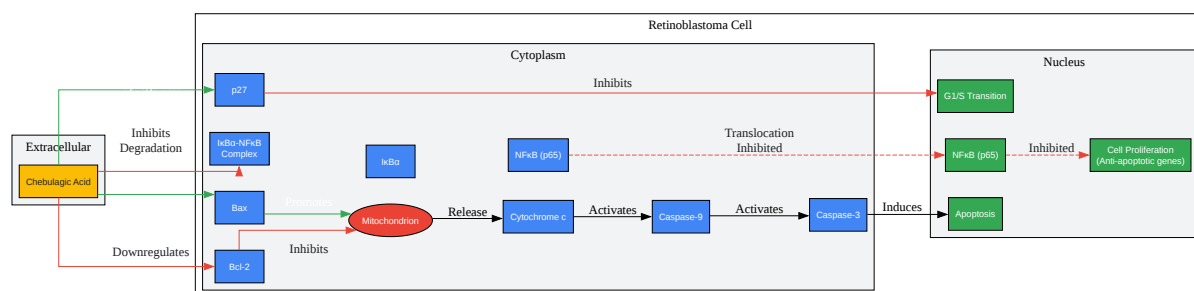 Retinoblastoma Cell
Cytoplasm
Nucleus
p27
Inhibits
G1/S Transition
Extracellular
Chebulagic Acid
Inhibits
Degradation
IκBα-NFκB
Complex
IκBα
NFκB (p65)
Translocation
Inhibited
NFκB (p65)
Inhibited
Cell Proliferation
(Anti-apoptotic genes)
Bax
Promotes
Mitochondrion
Release
Cytochrome c
Activates
Caspase-9
Activates
Caspase-3
Induces
Apoptosis
Downregulates
Bcl-2
Inhibits